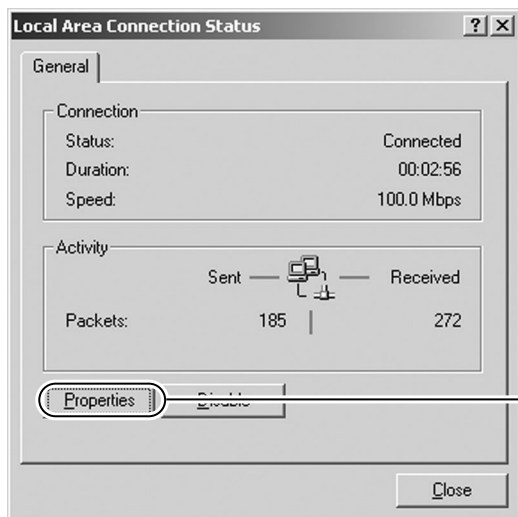 Local Area Connection Status
General
Connection
Status: Connected
Duration: 00:02:56
Speed: 100.0 Mbps
Activity
Sent Received
Packets: 185 272
Properties Disable
Close